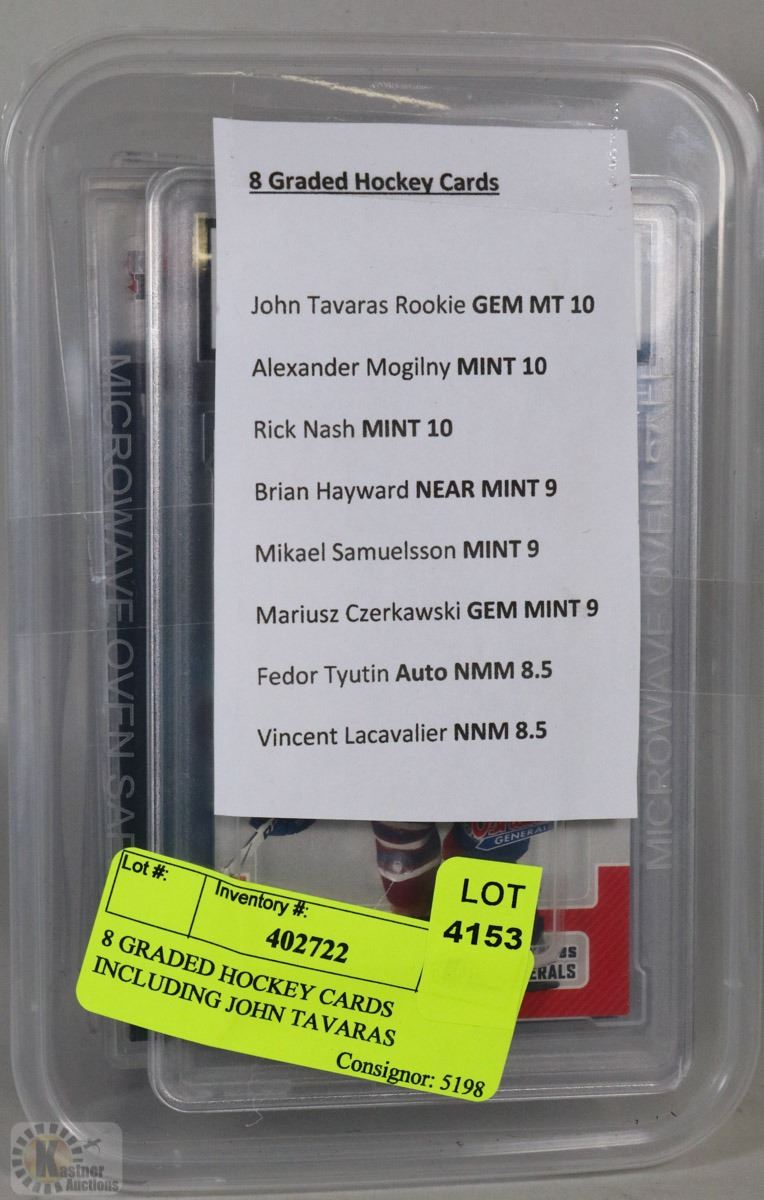 8 Graded Hockey Cards
John Tavaras Rookie GEM MT 10
Alexander Mogilny MINT 10
Rick Nash MINT 10
Brian Hayward NEAR MINT 9
Mikael Samuelsson MINT 9
Mariusz Czerkawski GEM MINT 9
Fedor Tyutin Auto NMM 8.5
Vincent Lacavalier NNM 8.5
MICROWAVE OVEN SAFE
MICROWAVE OVEN SAFE
GENERALS
Lot #:
Inventory #:
402722
LOT
4153
8 GRADED HOCKEY CARDS
INCLUDING JOHN TAVARAS
Consignor: 5198
ERALS
Kastner
Auctions